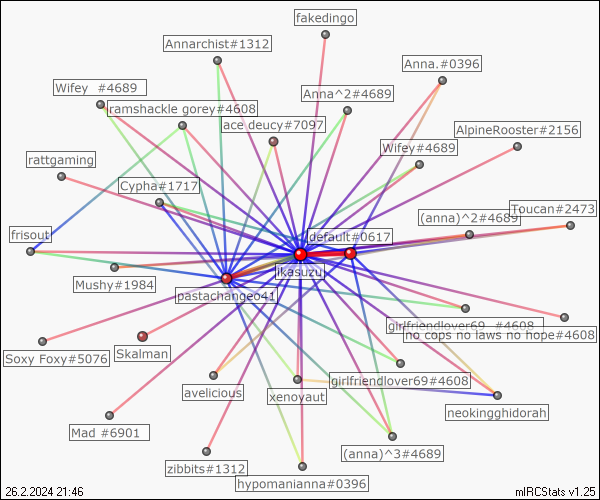 fakedingo
Annarchist#1312
Anna.#0396
Wifey  #4689
Anna^2#4689
ramshackle gorey#4608
ace deucy#7097
AlpineRooster#2156
Wifey#4689
rattgaming
Cypha#1717
Toucan#2473
(anna)^2#4689
frisouti
default#0617
ikasuzu
Mushy#1984
pastachangeo41
girlfriendlover69  #4608
no cops no laws no hope#4608
Soxy Foxy#5076
Skalman
girlfriendlover69#4608
avelicious
xenoyaut
neokingghidorah
Mad #6901
(anna)^3#4689
zibbits#1312
hypomanianna#0396
26.2.2024 21:46
mIRCStats v1.25